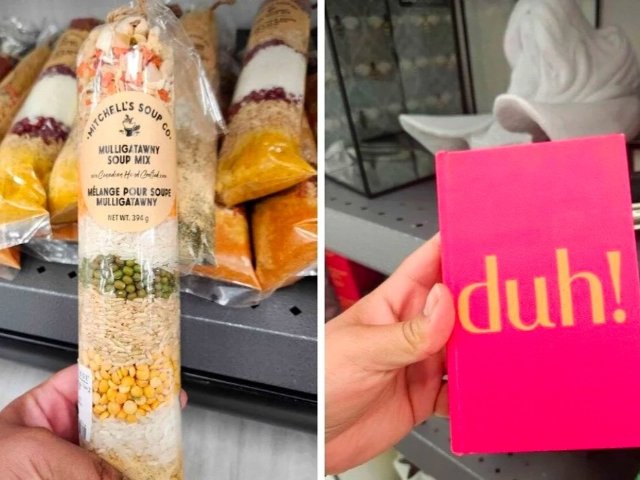 MITCHELL'S SOUP CO.
MULLIGATAWNY
SOUP MIX
MÉLANGE POUR SOUPE
MULLIGATAWNY
NET WT. 394 g
duh!